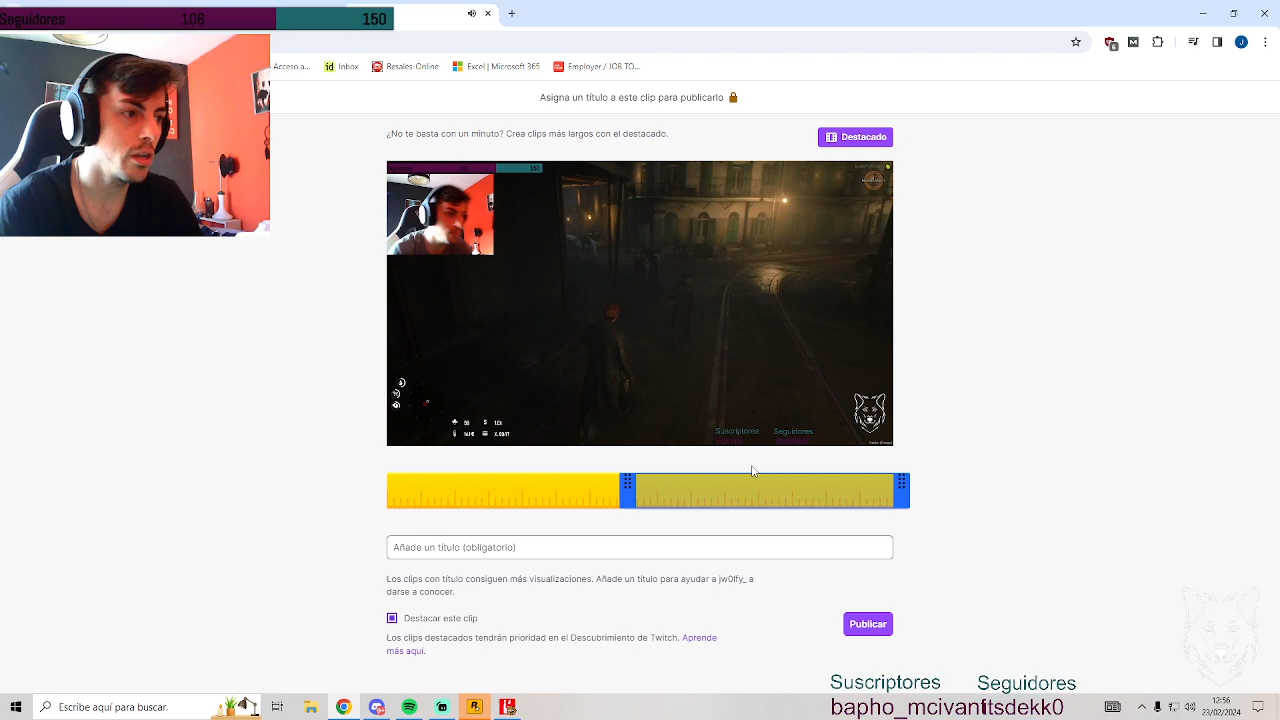 Seguidores 106 150
Acceso a...
Inbox
Resales-Online
Excel | Microsoft 365
Employer / JOB TO...
Asigna un título a este clip para publicarlo
¿No te basta con un minuto? Crea clips más largos con el destacado.
Destacado
Suscriptores Seguidores
Añade un título (obligatorio)
Los clips con título consiguen más visualizaciones. Añade un título para ayudar a jw0lfy_ a
darse a conocer.
Destacar este clip
Publicar
Los clips destacados tendrán prioridad en el Descubrimiento de Twitch. Aprende
más aquí.
Suscriptores Seguidores
bapho_mcivanlitsdekk0
Escribe aquí para buscar.
12:56
23/02/2024